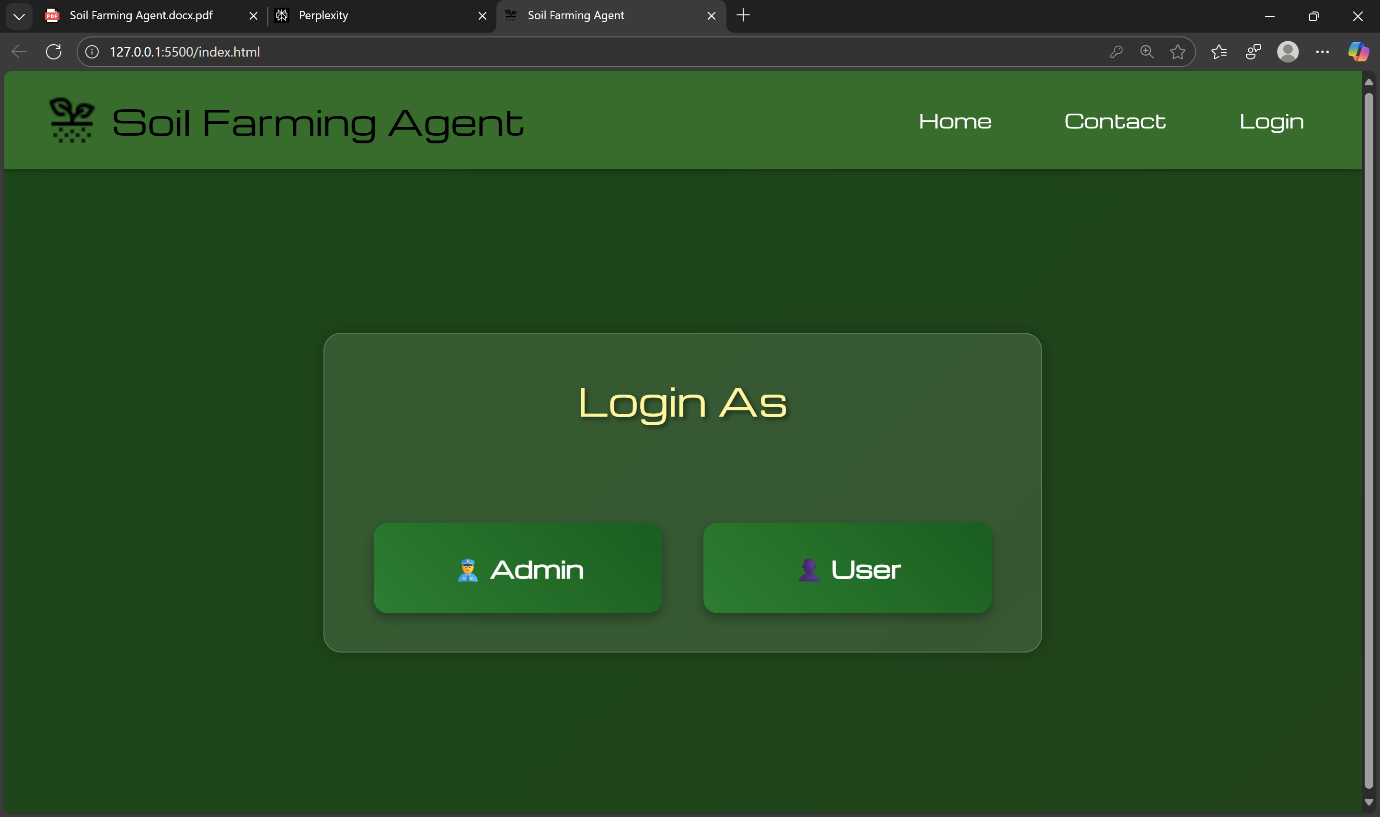 Soil Farming Agent.docx.pdf
Perplexity
Soil Farming Agent
127.0.0.1:5500/index.html
Soil Farming Agent
Home
Contact
Login
Login As
Admin
User